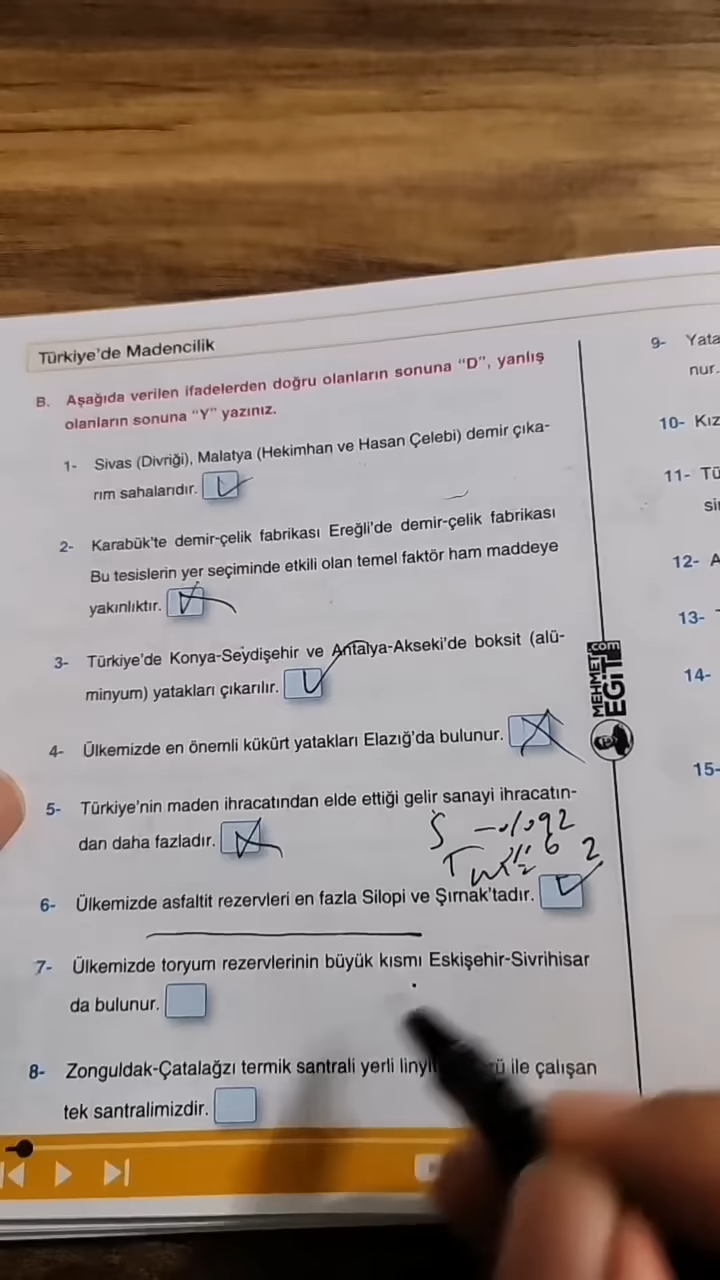 Türkiye'de Madencilik
B. Aşağıda verilen ifadelerden doğru olanların sonuna "D", yanlış
olanların sonuna "Y" yazınız.
1- Sivas (Divriği), Malatya (Hekimhan ve Hasan Çelebi) demir çıka-
rım sahalarıdır.
2- Karabük'te demir-çelik fabrikası Ereğli'de demir-çelik fabrikası
Bu tesislerin yer seçiminde etkili olan temel faktör ham maddeye
yakınlıktır.
3- Türkiye'de Konya-Seydişehir ve Antalya-Akseki'de boksit (alü-
minyum) yatakları çıkarılır.
4- Ülkemizde en önemli kükürt yatakları Elazığ'da bulunur.
5- Türkiye'nin maden ihracatından elde ettiği gelir sanayi ihracatın-
dan daha fazladır.
S %92
6- Ülkemizde asfaltit rezervleri en fazla Silopi ve Şırnak'tadır.
7- Ülkemizde toryum rezervlerinin büyük kısmı Eskişehir-Sivrihisar
da bulunur.
8- Zonguldak-Çatalağzı termik santrali yerli ile çalışan
tek santralimizdir.
MEHMET
EĞİT
.com
9- Yata
nur.
10- Kız
11- Tü
si
12- A
13-
14-
15-